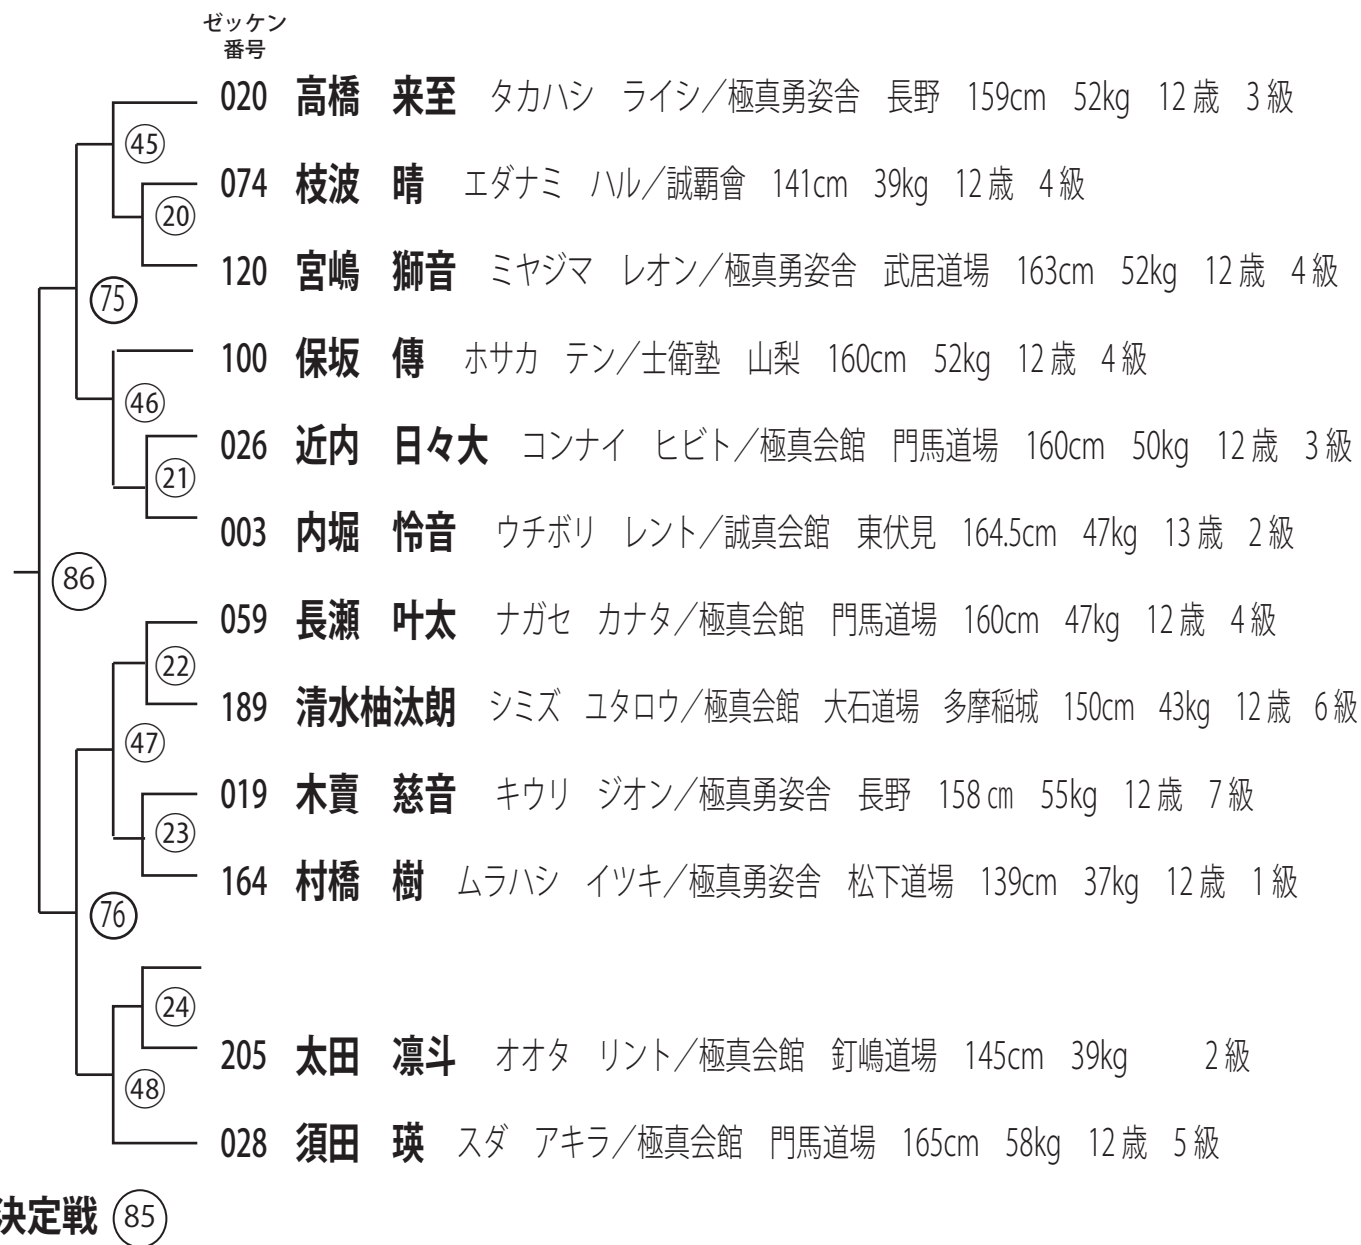 ゼッケン
番号
020 高橋 来至 タカハシ ライシ／極真勇姿舎 長野 159cm 52kg 12歳 3級
㊺
074 枝波 晴 エダナミ ハル／誠覇會 141cm 39kg 12歳 4級
⑳
120 宮嶋 獅音 ミヤジマ レオン／極真勇姿舎 武居道場 163cm 52kg 12歳 4級
75
100 保坂 傳 ホサカ テン／士衛塾 山梨 160cm 52kg 12歳 4級
㊻
026 近内 日々大 コンナイ ヒビト／極真会館 門馬道場 160cm 50kg 12歳 3級
㉑
003 内堀 怜音 ウチボリ レント／誠真会館 東伏見 164.5cm 47kg 13歳 2級
86
059 長瀬 叶太 ナガセ カナタ／極真会館 門馬道場 160cm 47kg 12歳 4級
㉒
189 清水柚汰朗 シミズ ユタロウ／極真会館 大石道場 多摩稲城 150cm 43kg 12歳 6級
㊼
019 木賣 慈音 キウリ ジオン／極真勇姿舎 長野 158㎝ 55kg 12歳 7級
㉓
164 村橋 樹 ムラハシ イツキ／極真勇姿舎 松下道場 139cm 37kg 12歳 1級
76
㉔
205 太田 凛斗 オオタ リント／極真会館 釘嶋道場 145cm 39kg 2級
㊽
028 須田 瑛 スダ アキラ／極真会館 門馬道場 165cm 58kg 12歳 5級
決定戦 85